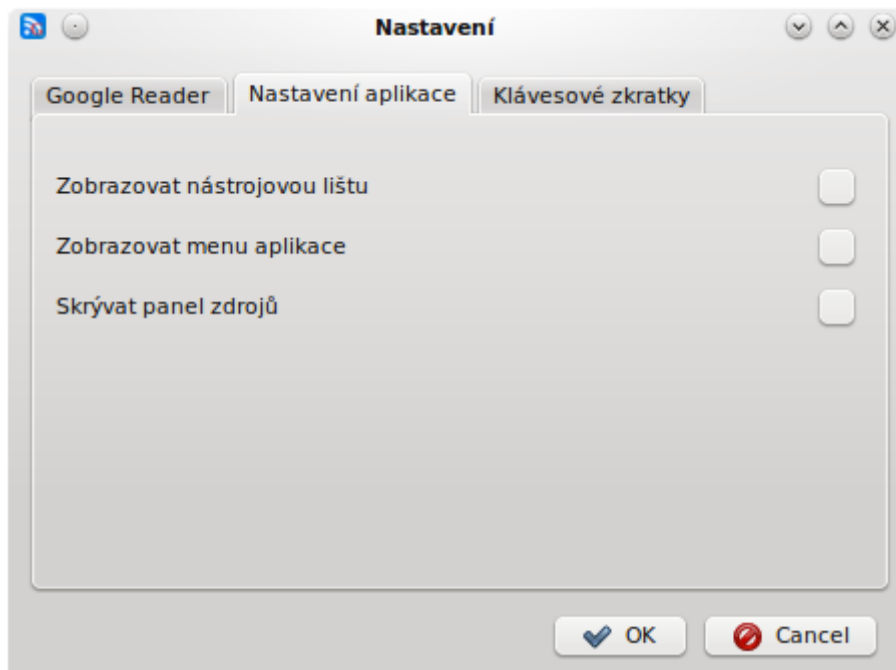 Nastavení
Google Reader
Nastavení aplikace
Klávesové zkratky
Zobrazovat nástrojovou lištu
Zobrazovat menu aplikace
Skrývat panel zdrojů
OK
Cancel